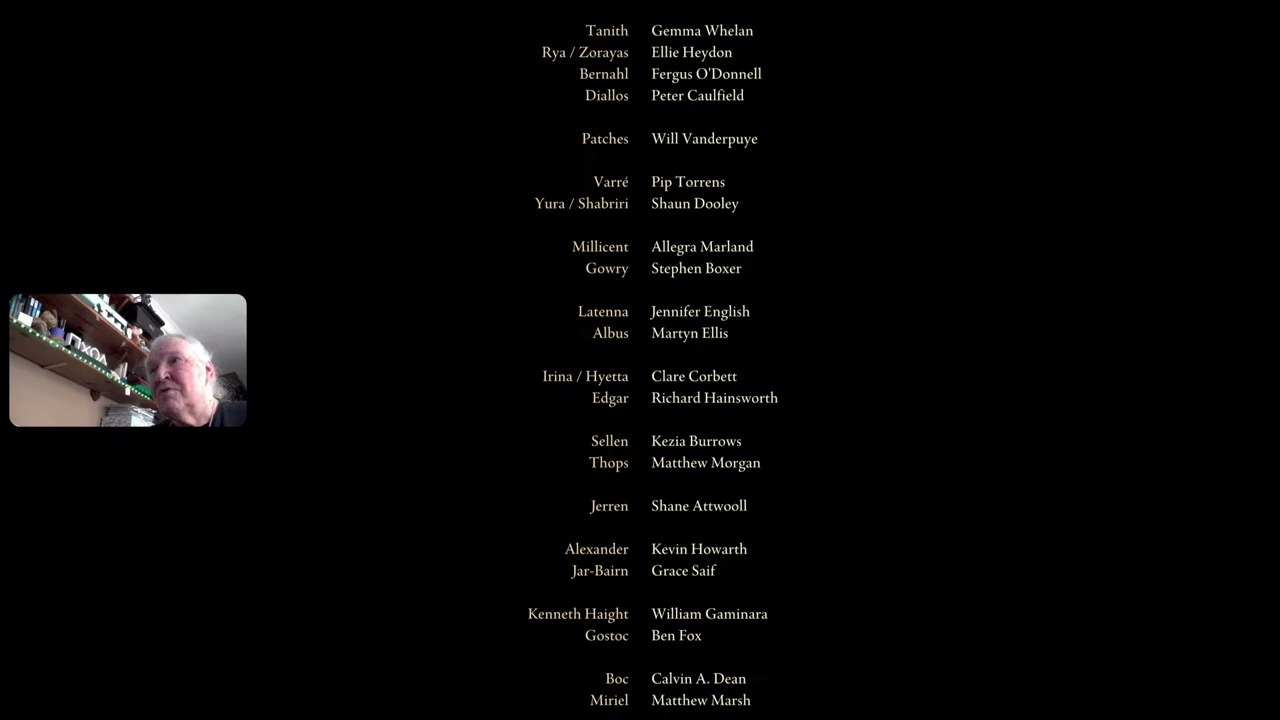 Tanith Gemma Whelan
Rya / Zorayas Ellie Heydon
Bernahl Fergus O'Donnell
Diallos Peter Caulfield
Patches Will Vanderpuye
Varré Pip Torrens
Yura / Shabriri Shaun Dooley
Millicent Allegra Marland
Gowry Stephen Boxer
Latenna Jennifer English
Albus Martyn Ellis
Irina / Hyetta Clare Corbett
Edgar Richard Hainsworth
Sellen Kezia Burrows
Thops Matthew Morgan
Jerren Shane Attwooll
Alexander Kevin Howarth
Jar-Bairn Grace Saif
Kenneth Haight William Gaminara
Gostoc Ben Fox
Boc Calvin A. Dean
Miriel Matthew Marsh